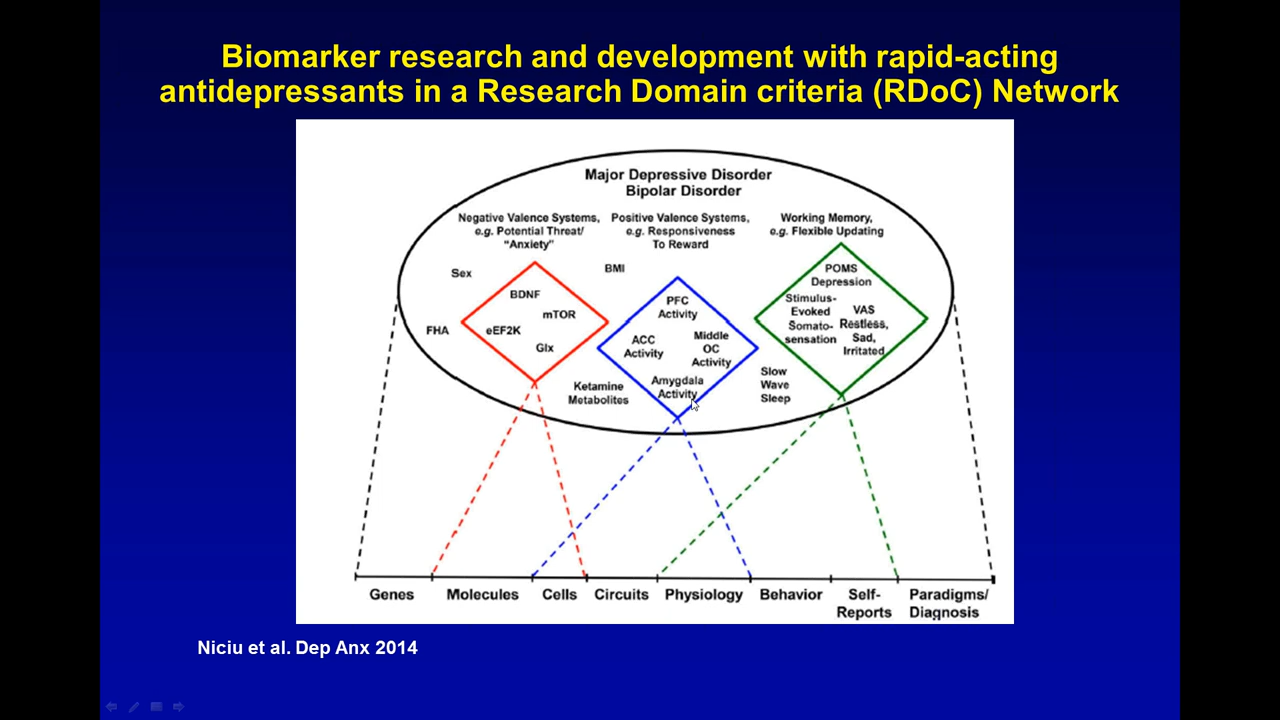 Biomarker research and development with rapid-acting
antidepressants in a Research Domain criteria (RDoC) Network
Major Depressive Disorder
Bipolar Disorder
Negative Valence Systems,
e.g. Potential Threat/
“Anxiety”
Positive Valence Systems,
e.g. Responsiveness
To Reward
Working Memory,
e.g. Flexible Updating
Sex
BMI
FHA
BDNF
mTOR
eEF2K
Glx
Ketamine
Metabolites
PFC
Activity
ACC
Activity
Middle
OC
Activity
Amygdala
Activity
Slow
Wave
Sleep
POMS
Depression
Stimulus-
Evoked
Somato-
sensation
VAS
Restless,
Sad,
Irritated
Genes
Molecules
Cells
Circuits
Physiology
Behavior
Self-
Reports
Paradigms/
Diagnosis
Niciu et al. Dep Anx 2014